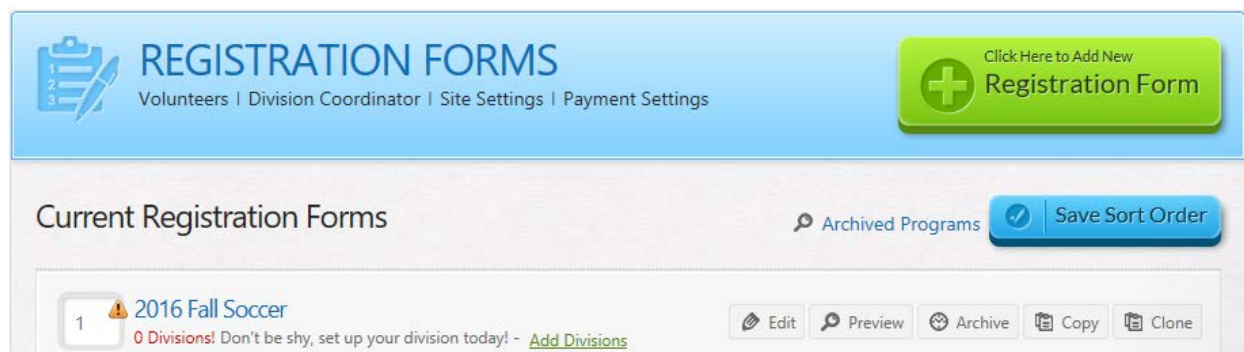 REGISTRATION FORMS
Volunteers | Division Coordinator | Site Settings | Payment Settings
Click Here to Add New
Registration Form
Current Registration Forms
Archived Programs
Save Sort Order
1
2016 Fall Soccer
0 Divisions! Don't be shy, set up your division today! - Add Divisions
Edit
Preview
Archive
Copy
Clone